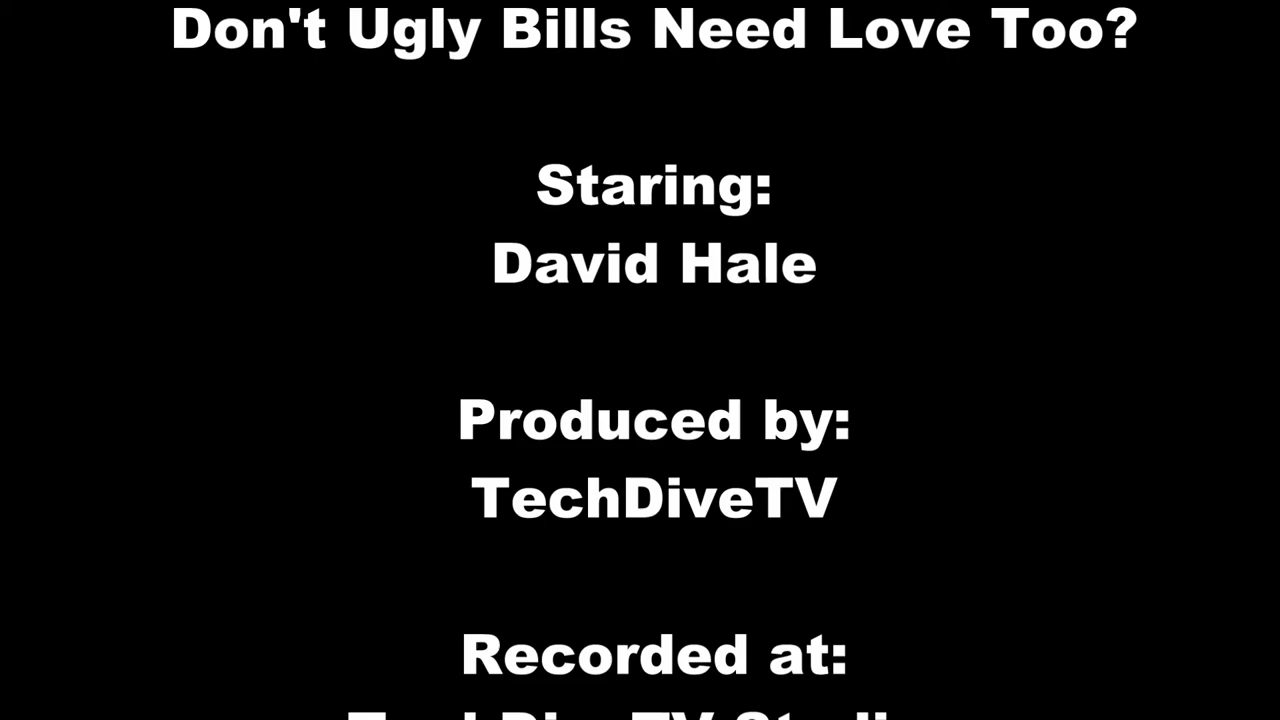 Don't Ugly Bills Need Love Too?
Staring:
David Hale
Produced by:
TechDiveTV
Recorded at: